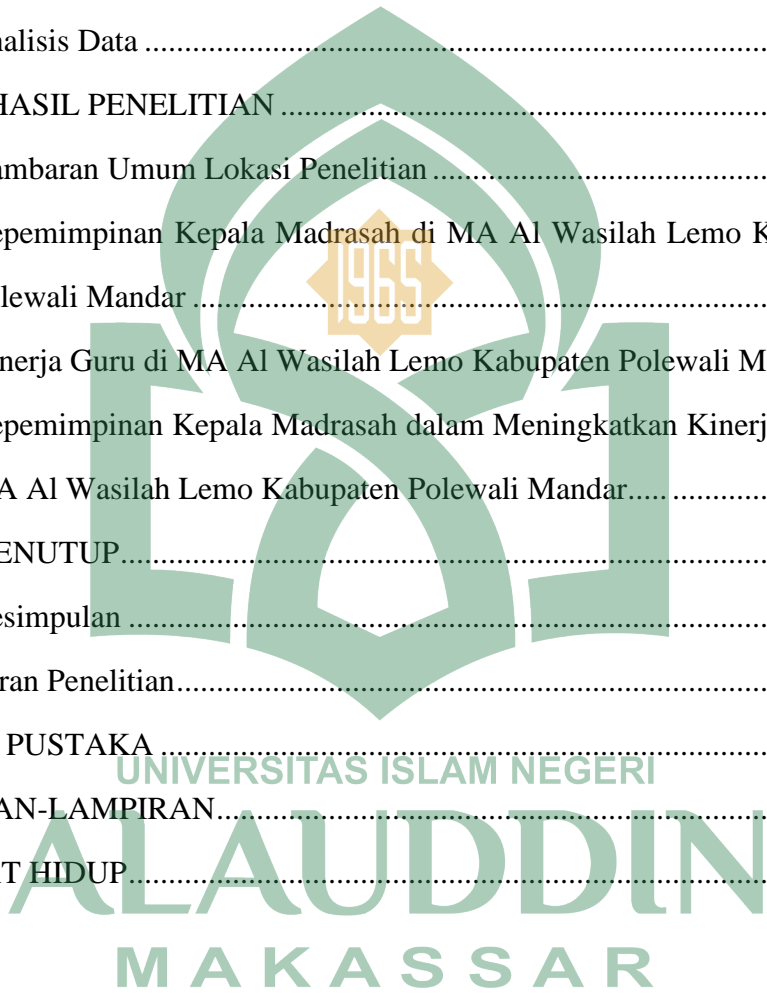 nalisis Data ........................................................................................
HASIL PENELITIAN ........................................................................
ambaran Umum Lokasi Penelitian ................................................
epemimpinan Kepala Madrasah di MA Al Wasilah Lemo K
olewali Mandar ................................................................................
1965
nerja Guru di MA Al Wasilah Lemo Kabupaten Polewali M
epemimpinan Kepala Madrasah dalam Meningkatkan Kinerj
A Al Wasilah Lemo Kabupaten Polewali Mandar..... ..............
ENUTUP............................................................................................
esimpulan ..........................................................................................
ran Penelitian....................................................................................
PUSTAKA ........................................................................................
UNIVERSITAS ISLAM NEGERI
AN-LAMPIRAN................................................................................
T HIDUP............................................................................................
ALAUDDIN
MAKASSAR